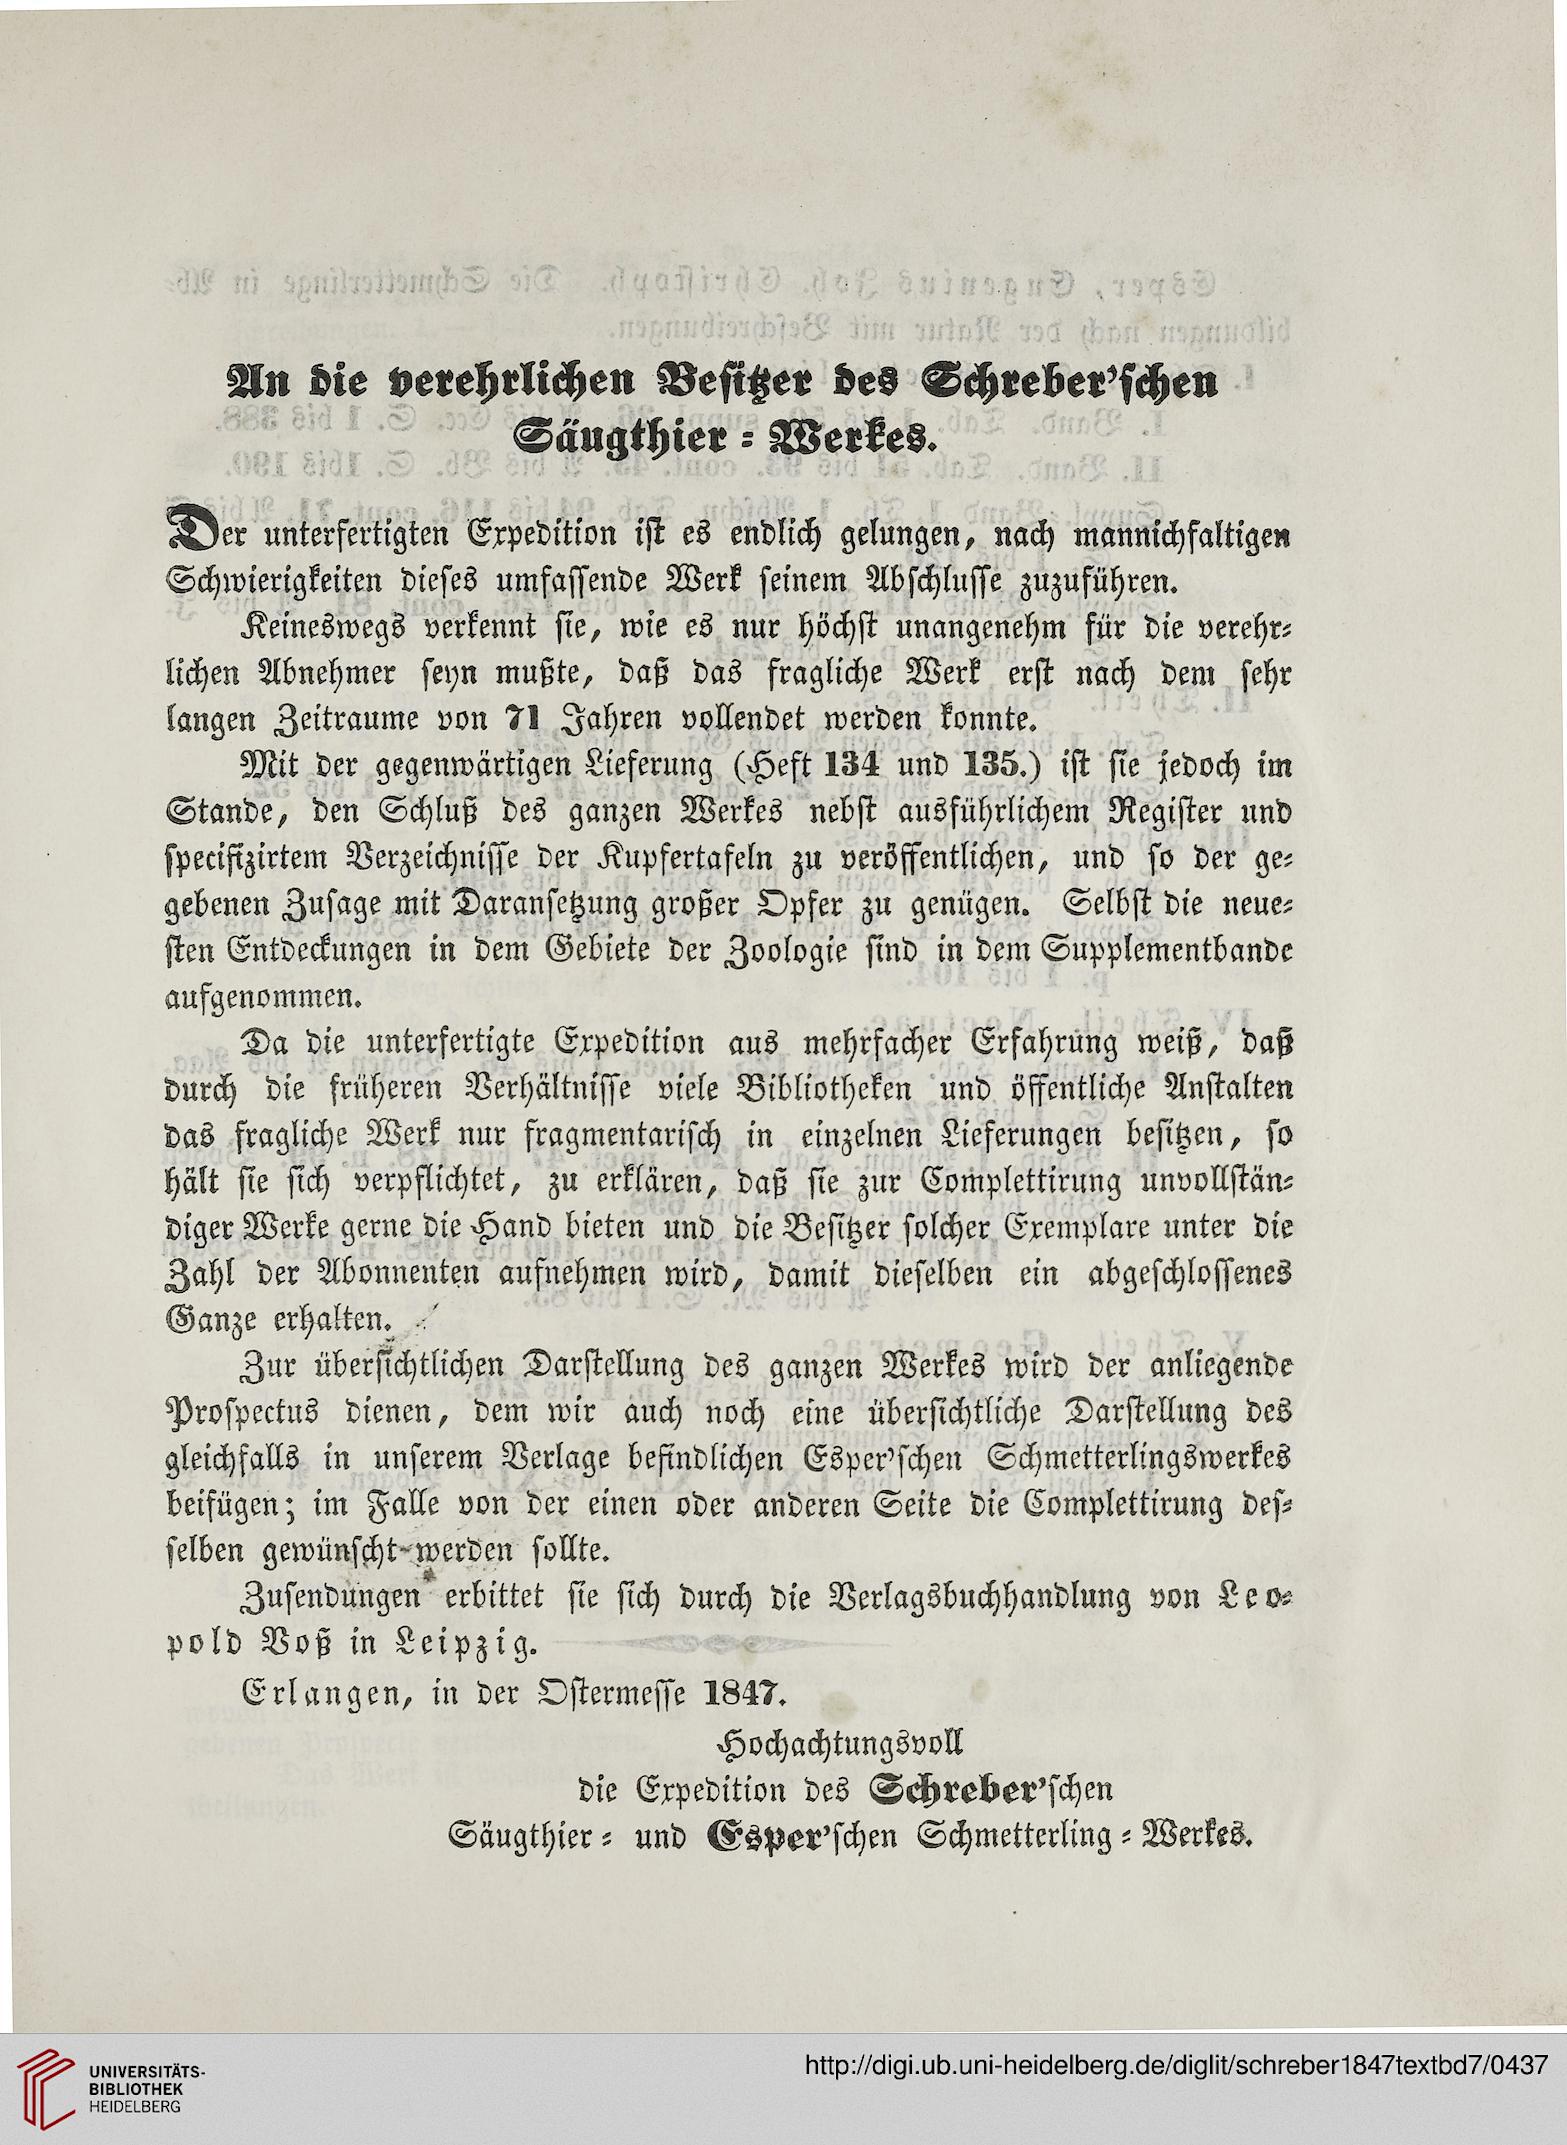 An die verehrlichen Besitzer des Schreber'schen
Säugthier-Werkes.
Der unterfertigten Expedition ist es endlich gelungen, nach mannichfaltigen
Schwierigkeiten dieses umfassende Werk seinem Abschlusse zuzuführen.
Keineswegs verkennt sie, wie es nur höchst unangenehm für die verehr-
lichen Abnehmer seyn mußte, daß das fragliche Werk erst nach dem sehr
langen Zeitraume von 71 Jahren vollendet werden konnte.
Mit der gegenwärtigen Lieferung (Heft 134 und 135.) ist sie jedoch im
Stande, den Schluß des ganzen Werkes nebst ausführlichem Register und
specifizirtem Verzeichnisse der Kupfertafeln zu veröffentlichen, und so der ge-
gebenen Zusage mit Daransetzung großer Opfer zu genügen. Selbst die neue-
sten Entdeckungen in dem Gebiete der Zoologie sind in dem Supplementbande
aufgenommen.
Da die unterfertigte Expedition aus mehrfacher Erfahrung weiß, daß
durch die früheren Verhältnisse viele Bibliotheken und öffentliche Anstalten
das fragliche Werk nur fragmentarisch in einzelnen Lieferungen besitzen, so
hält sie sich verpflichtet, zu erklären, daß sie zur Complettirung unvollstän-
diger Werke gerne die Hand bieten und die Besitzer solcher Exemplare unter die
Zahl der Abonnenten aufnehmen wird, damit dieselben ein abgeschlossenes
Ganze erhalten.
Zur übersichtlichen Darstellung des ganzen Werkes wird der anliegende
Prospectus dienen, dem wir auch noch eine übersichtliche Darstellung des
gleichfalls in unserem Verlage befindlichen Esper'schen Schmetterlingswerkes
beifügen; im Falle von der einen oder anderen Seite die Complettirung des-
selben gewünscht werden sollte.
Zusendungen erbittet sie sich durch die Verlagsbuchhandlung von Leo-
pold Voß in Leipzig.
Erlangen, in der Ostermesse 1847.
Hochachtungsvoll
die Expedition des Schreber'schen
Säugthier- und Esper'schen Schmetterling-Werkes.
UNIVERSITÄTS-
BIBLIOTHEK
HEIDELBERG
http://digi.ub.uni-heidelberg.de/diglit/schreber1847textbd7/0437